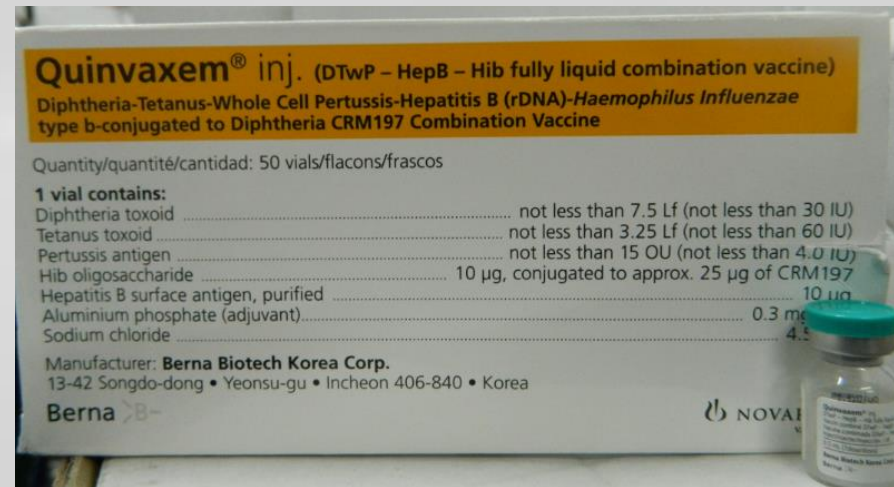 Quinvaxem® inj. (DTwP – HepB – Hib fully liquid combination vaccine)
Diphtheria-Tetanus-Whole Cell Pertussis-Hepatitis B (rDNA)-Haemophilus Influenzae
type b-conjugated to Diphtheria CRM197 Combination Vaccine
Quantity/quantité/cantidad: 50 vials/flacons/frascos
1 vial contains:
Diphtheria toxoid ........ not less than 7.5 Lf (not less than 30 IU)
Tetanus toxoid ........ not less than 3.25 Lf (not less than 60 IU)
Pertussis antigen ........ not less than 15 OU (not less than 4.0 IU)
Hib oligosaccharide ........ 10 µg, conjugated to approx. 25 µg of CRM197
Hepatitis B surface antigen, purified ........ 10 µg
Aluminium phosphate (adjuvant) ........ 0.3
Sodium chloride ........
Manufacturer: Berna Biotech Korea Corp.
13-42 Songdo-dong • Yeonsu-gu • Incheon 406-840 • Korea
Berna
Quinvaxem®
Berna Biotech Korea